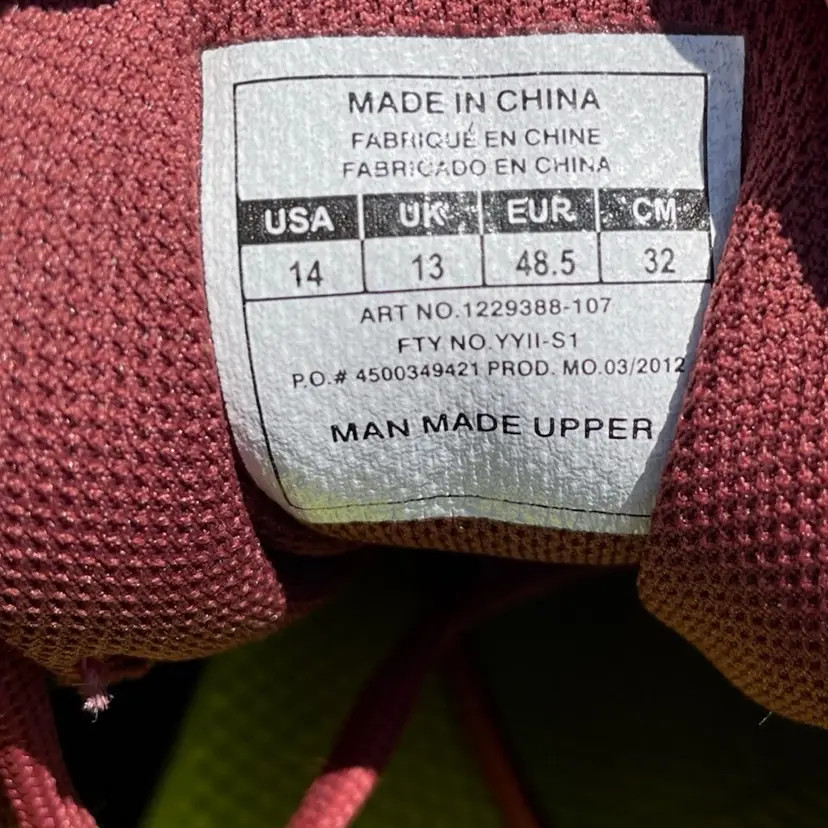 MADE IN CHINA
FABRIQUÉ EN CHINE
FABRICADO EN CHINA
USA UK EUR CM
14 13 48.5 32
ART NO.1229388-107
FTY NO.YYII-S1
P.O.# 4500349421 PROD. MO.03/2012
MAN MADE UPPER